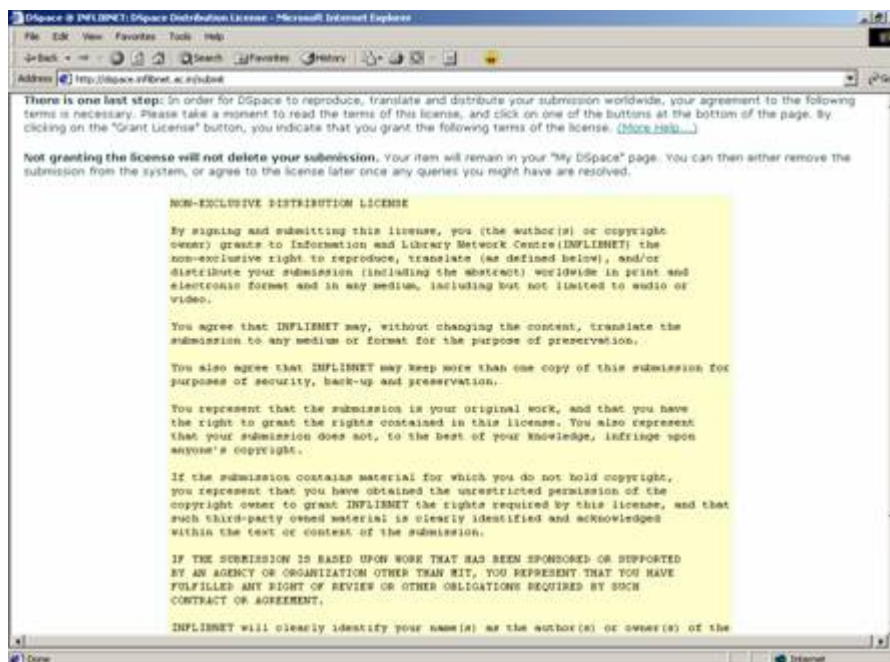 DSpace @ INFLIBNET: DSpace Distribution License - Microsoft Internet Explorer
File Edit View Favorites Tools Help
Back Search Favorites History
Address http://dspace.inflibnet.ac.in/submit
There is one last step: In order for DSpace to reproduce, translate and distribute your submission worldwide, your agreement to the following
terms is necessary. Please take a moment to read the terms of this license, and click on one of the buttons at the bottom of the page. By
clicking on the "Grant License" button, you indicate that you grant the following terms of the license. (More Help...)
Not granting the license will not delete your submission. Your item will remain in your "My DSpace" page. You can then either remove the
submission from the system, or agree to the license later once any queries you might have are resolved.
NON-EXCLUSIVE DISTRIBUTION LICENSE
By signing and submitting this license, you (the author(s) or copyright
owner) grants to Information and Library Network Centre(INFLIBNET) the
non-exclusive right to reproduce, translate (as defined below), and/or
distribute your submission (including the abstract) worldwide in print and
electronic format and in any medium, including but not limited to audio or
video.
You agree that INFLIBNET may, without changing the content, translate the
submission to any medium or format for the purpose of preservation.
You also agree that INFLIBNET may keep more than one copy of this submission for
purposes of security, back-up and preservation.
You represent that the submission is your original work, and that you have
the right to grant the rights contained in this license. You also represent
that your submission does not, to the best of your knowledge, infringe upon
anyone's copyright.
If the submission contains material for which you do not hold copyright,
you represent that you have obtained the unrestricted permission of the
copyright owner to grant INFLIBNET the rights required by this license, and that
such third-party owned material is clearly identified and acknowledged
within the text or content of the submission.
IF THE SUBMISSION IS BASED UPON WORK THAT HAS BEEN SPONSORED OR SUPPORTED
BY AN AGENCY OR ORGANIZATION OTHER THAN MIT, YOU REPRESENT THAT YOU HAVE
FULFILLED ANY RIGHT OF REVIEW OR OTHER OBLIGATIONS REQUIRED BY SUCH
CONTRACT OR AGREEMENT.
INFLIBNET will clearly identify your name(s) as the author(s) or owner(s) of the
Done Internet